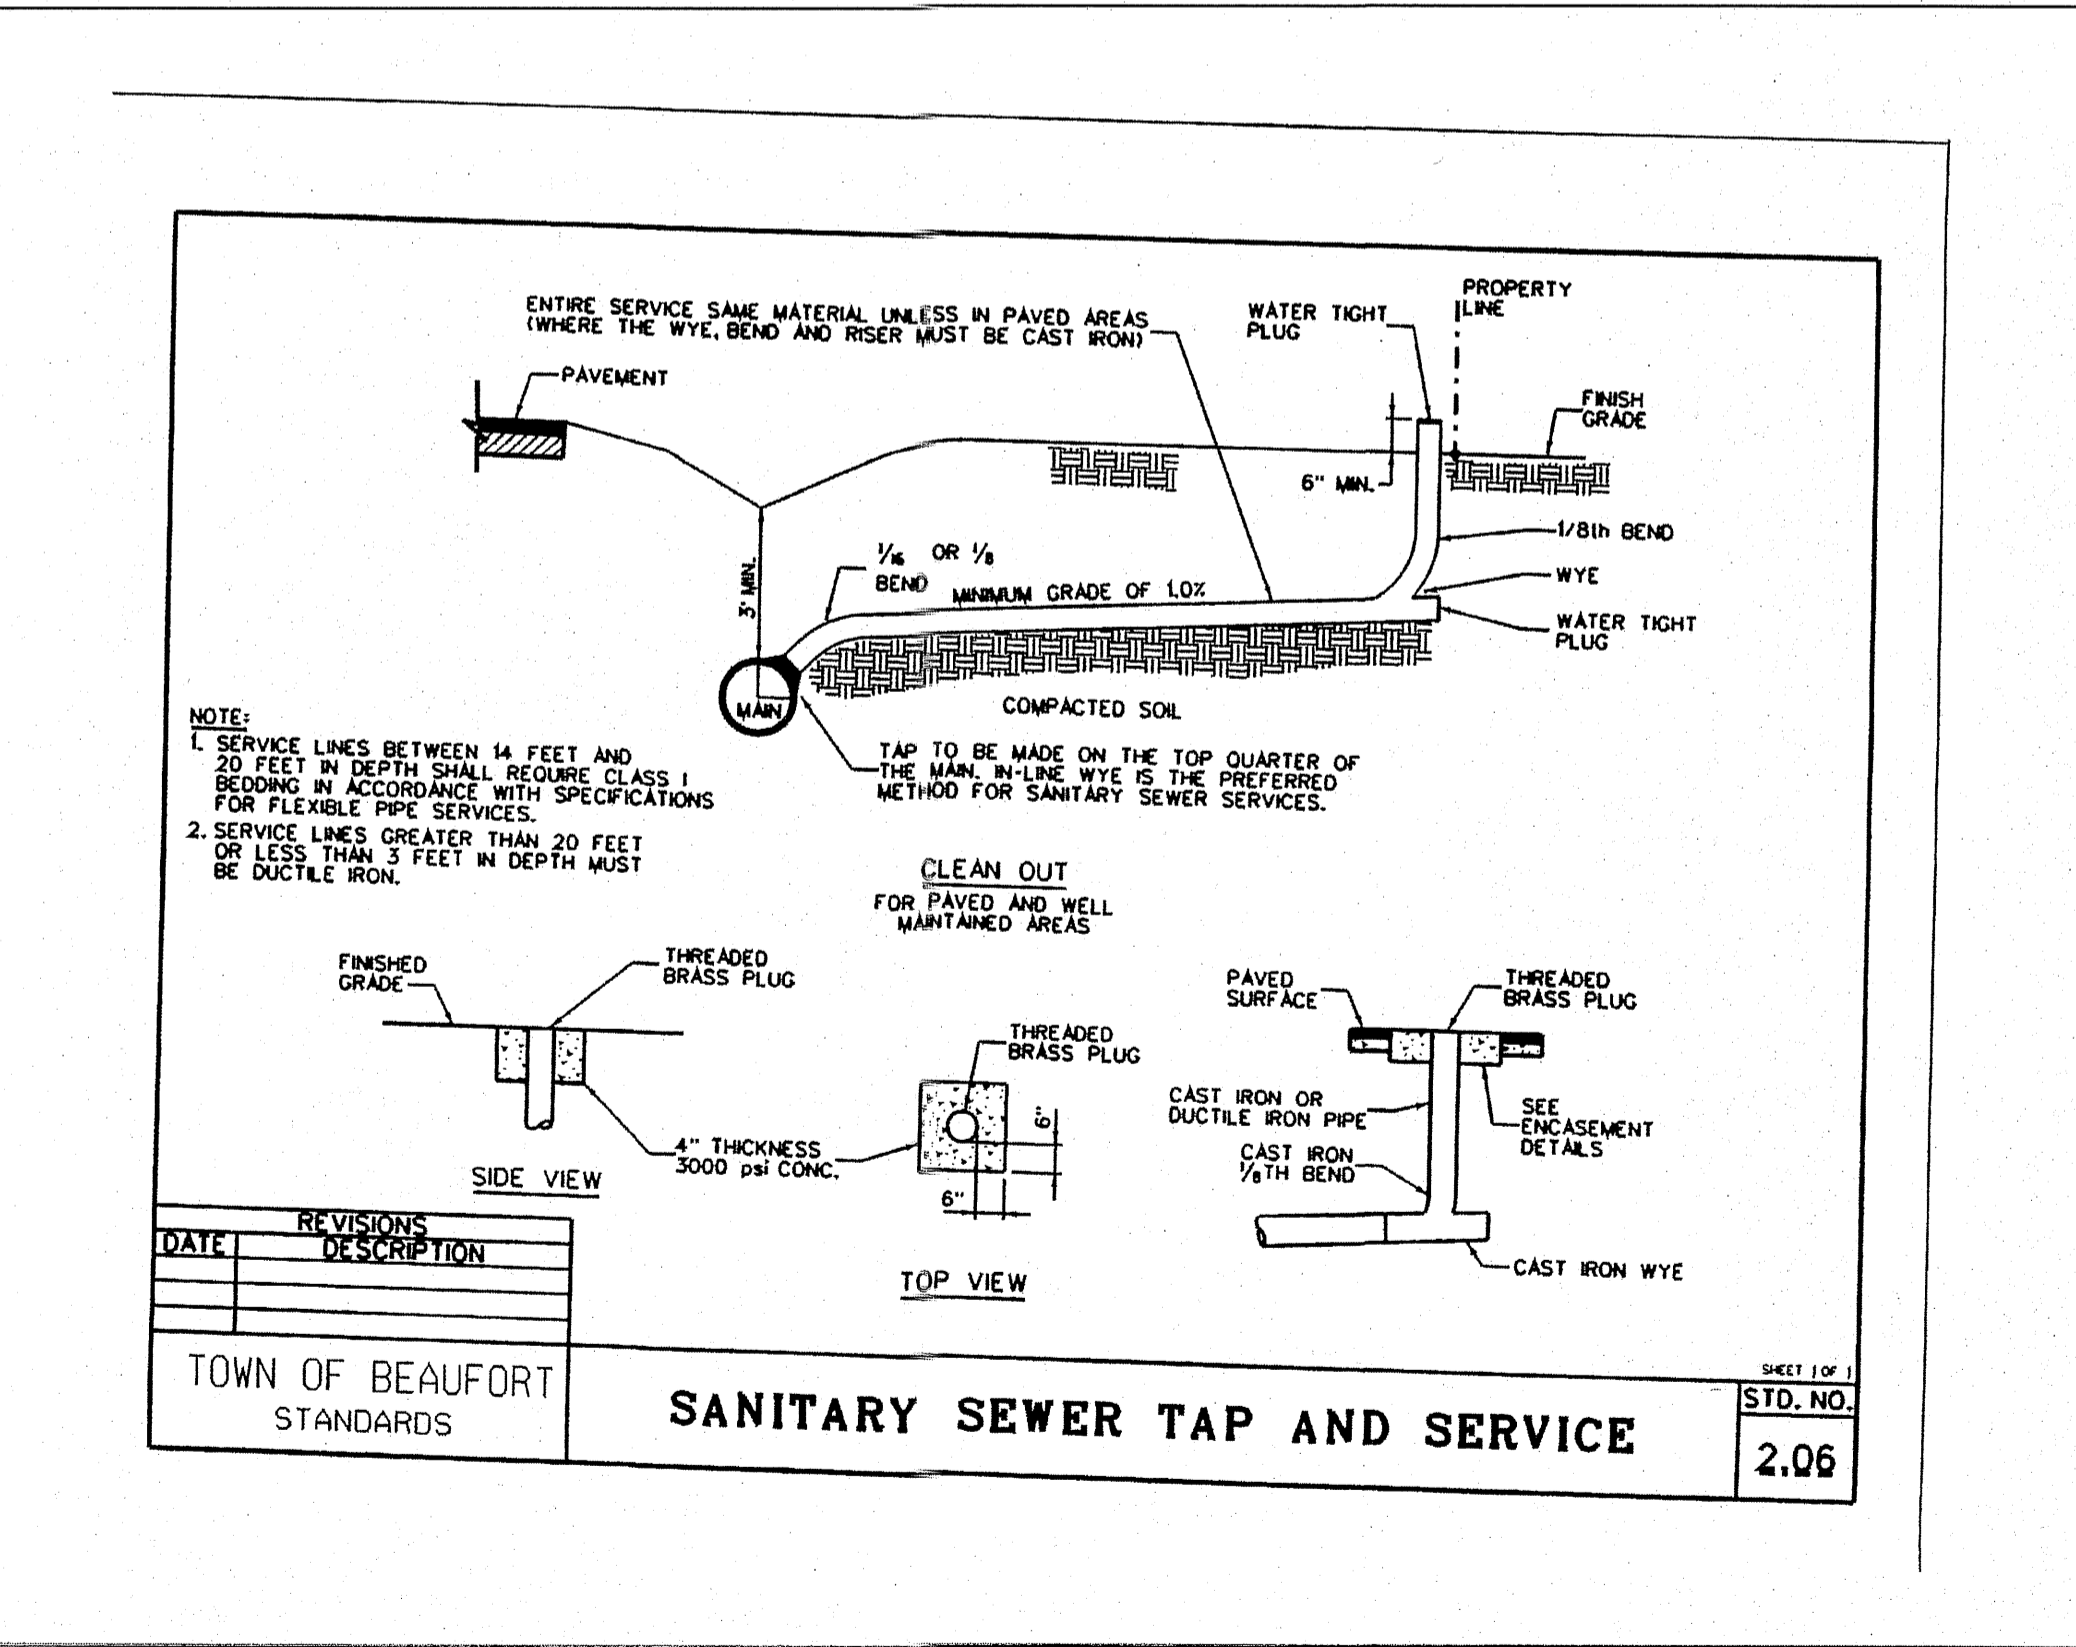 ENTIRE SERVICE SAME MATERIAL UNLESS IN PAVED AREAS
(WHERE THE WYE, BEND AND RISER MUST BE CAST IRON)
WATER TIGHT
PLUG
PROPERTY
LINE
PAVEMENT
FINISH
GRADE
6" MIN.
1/8th BEND
1/16 OR 1/8
BEND
MINIMUM GRADE OF 1.0%
WYE
3' MIN.
WATER TIGHT
PLUG
MAIN
COMPACTED SOIL
NOTE:
1. SERVICE LINES BETWEEN 14 FEET AND
20 FEET IN DEPTH SHALL REQUIRE CLASS 1
BEDDING IN ACCORDANCE WITH SPECIFICATIONS
FOR FLEXIBLE PIPE SERVICES.
2. SERVICE LINES GREATER THAN 20 FEET
OR LESS THAN 3 FEET IN DEPTH MUST
BE DUCTILE IRON.
TAP TO BE MADE ON THE TOP QUARTER OF
THE MAIN. IN-LINE WYE IS THE PREFERRED
METHOD FOR SANITARY SEWER SERVICES.
CLEAN OUT
FOR PAVED AND WELL
MAINTAINED AREAS
FINISHED
GRADE
THREADED
BRASS PLUG
4" THICKNESS
3000 psi CONC.
SIDE VIEW
THREADED
BRASS PLUG
6"
6"
TOP VIEW
PAVED
SURFACE
THREADED
BRASS PLUG
CAST IRON OR
DUCTILE IRON PIPE
SEE
ENCASEMENT
DETAILS
CAST IRON
1/8TH BEND
CAST IRON WYE
REVISIONS
DATE DESCRIPTION
TOWN OF BEAUFORT
STANDARDS
SANITARY SEWER TAP AND SERVICE
SHEET 1 OF 1
STD. NO.
2.06